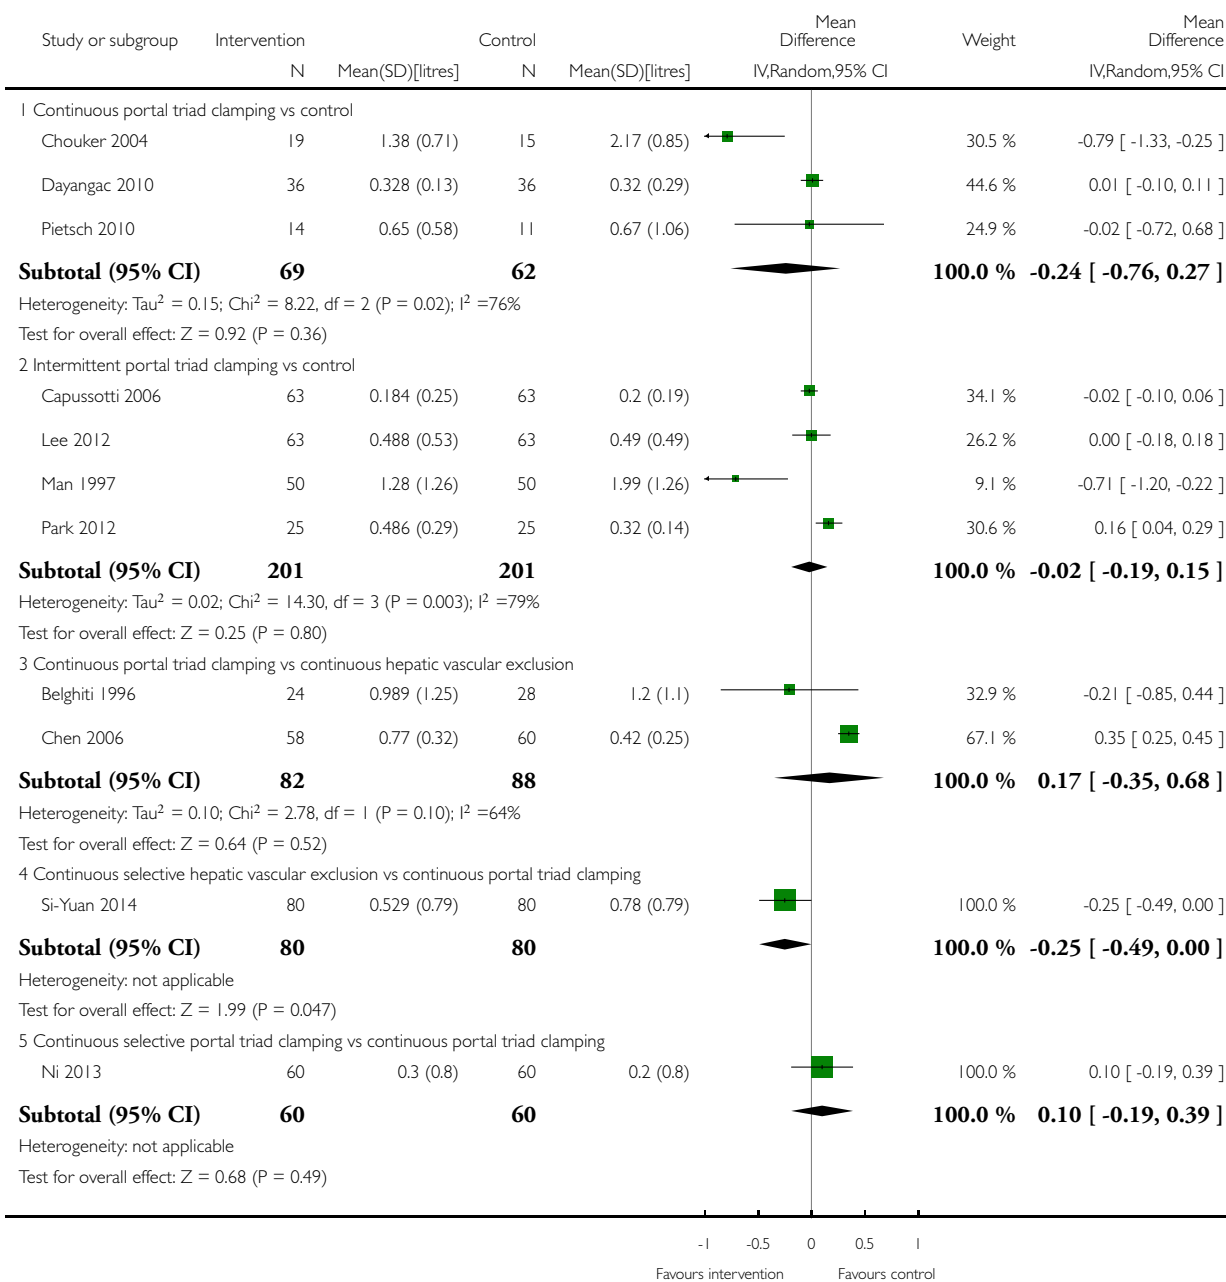 Study or subgroup Intervention Control Mean Difference Weight Mean Difference
N Mean(SD)[litres] N Mean(SD)[litres] IV,Random,95% CI IV,Random,95% CI
1 Continuous portal triad clamping vs control
Chouker 2004 19 1.38 (0.71) 15 2.17 (0.85) 30.5 % -0.79 [ -1.33, -0.25 ]
Dayangac 2010 36 0.328 (0.13) 36 0.32 (0.29) 44.6 % 0.01 [ -0.10, 0.11 ]
Pietsch 2010 14 0.65 (0.58) 11 0.67 (1.06) 24.9 % -0.02 [ -0.72, 0.68 ]
Subtotal (95% CI) 69 62 100.0 % -0.24 [ -0.76, 0.27 ]
Heterogeneity: Tau² = 0.15; Chi² = 8.22, df = 2 (P = 0.02); I² =76%
Test for overall effect: Z = 0.92 (P = 0.36)
2 Intermittent portal triad clamping vs control
Capussotti 2006 63 0.184 (0.25) 63 0.2 (0.19) 34.1 % -0.02 [ -0.10, 0.06 ]
Lee 2012 63 0.488 (0.53) 63 0.49 (0.49) 26.2 % 0.00 [ -0.18, 0.18 ]
Man 1997 50 1.28 (1.26) 50 1.99 (1.26) 9.1 % -0.71 [ -1.20, -0.22 ]
Park 2012 25 0.486 (0.29) 25 0.32 (0.14) 30.6 % 0.16 [ 0.04, 0.29 ]
Subtotal (95% CI) 201 201 100.0 % -0.02 [ -0.19, 0.15 ]
Heterogeneity: Tau² = 0.02; Chi² = 14.30, df = 3 (P = 0.003); I² =79%
Test for overall effect: Z = 0.25 (P = 0.80)
3 Continuous portal triad clamping vs continuous hepatic vascular exclusion
Belghiti 1996 24 0.989 (1.25) 28 1.2 (1.1) 32.9 % -0.21 [ -0.85, 0.44 ]
Chen 2006 58 0.77 (0.32) 60 0.42 (0.25) 67.1 % 0.35 [ 0.25, 0.45 ]
Subtotal (95% CI) 82 88 100.0 % 0.17 [ -0.35, 0.68 ]
Heterogeneity: Tau² = 0.10; Chi² = 2.78, df = 1 (P = 0.10); I² =64%
Test for overall effect: Z = 0.64 (P = 0.52)
4 Continuous selective hepatic vascular exclusion vs continuous portal triad clamping
Si-Yuan 2014 80 0.529 (0.79) 80 0.78 (0.79) 100.0 % -0.25 [ -0.49, 0.00 ]
Subtotal (95% CI) 80 80 100.0 % -0.25 [ -0.49, 0.00 ]
Heterogeneity: not applicable
Test for overall effect: Z = 1.99 (P = 0.047)
5 Continuous selective portal triad clamping vs continuous portal triad clamping
Ni 2013 60 0.3 (0.8) 60 0.2 (0.8) 100.0 % 0.10 [ -0.19, 0.39 ]
Subtotal (95% CI) 60 60 100.0 % 0.10 [ -0.19, 0.39 ]
Heterogeneity: not applicable
Test for overall effect: Z = 0.68 (P = 0.49)
-1 -0.5 0 0.5 1
Favours intervention Favours control